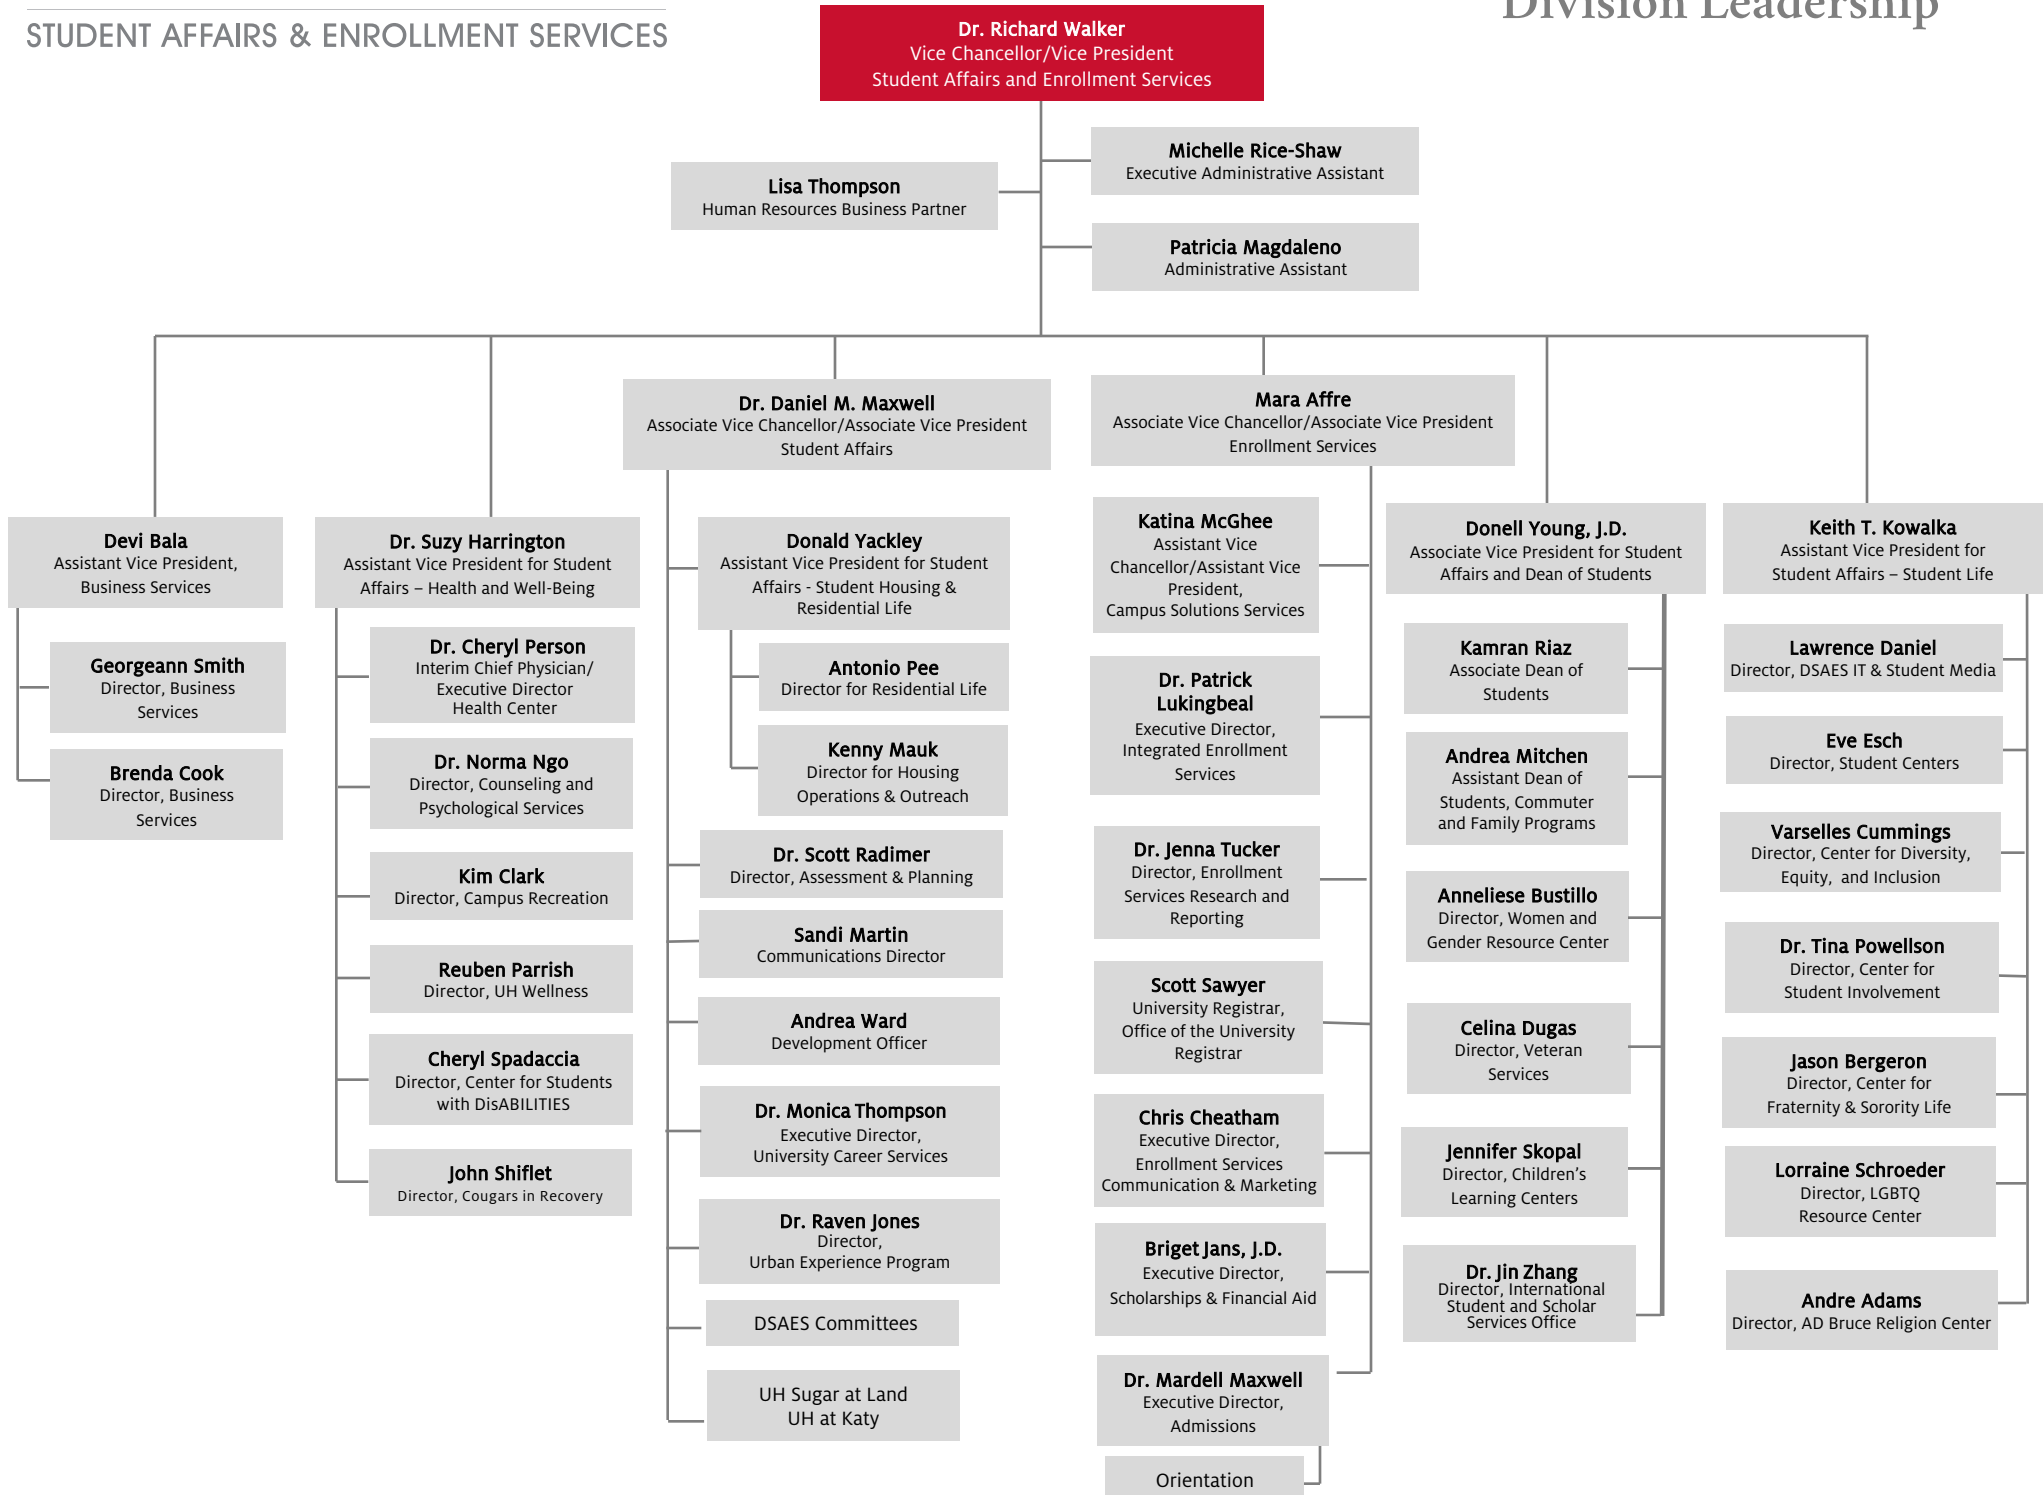 STUDENT AFFAIRS & ENROLLMENT SERVICES
Division Leadership
Dr. Richard Walker
Vice Chancellor/Vice President
Student Affairs and Enrollment Services
Michelle Rice-Shaw
Executive Administrative Assistant
Lisa Thompson
Human Resources Business Partner
Patricia Magdaleno
Administrative Assistant
Dr. Daniel M. Maxwell
Associate Vice Chancellor/Associate Vice President
Student Affairs
Mara Affre
Associate Vice Chancellor/Associate Vice President
Enrollment Services
Devi Bala
Assistant Vice President,
Business Services
Georgeann Smith
Director, Business
Services
Brenda Cook
Director, Business
Services
Dr. Suzy Harrington
Assistant Vice President for Student
Affairs – Health and Well-Being
Dr. Cheryl Person
Interim Chief Physician/
Executive Director
Health Center
Dr. Norma Ngo
Director, Counseling and
Psychological Services
Kim Clark
Director, Campus Recreation
Reuben Parrish
Director, UH Wellness
Cheryl Spadaccia
Director, Center for Students
with DisABILITIES
John Shiflet
Director, Cougars in Recovery
Donald Yackley
Assistant Vice President for Student
Affairs - Student Housing &
Residential Life
Antonio Pee
Director for Residential Life
Kenny Mauk
Director for Housing
Operations & Outreach
Dr. Scott Radimer
Director, Assessment & Planning
Sandi Martin
Communications Director
Andrea Ward
Development Officer
Dr. Monica Thompson
Executive Director,
University Career Services
Dr. Raven Jones
Director,
Urban Experience Program
DSAES Committees
UH Sugar at Land
UH at Katy
Katina McGhee
Assistant Vice
Chancellor/Assistant Vice
President,
Campus Solutions Services
Dr. Patrick
Lukingbeal
Executive Director,
Integrated Enrollment
Services
Dr. Jenna Tucker
Director, Enrollment
Services Research and
Reporting
Scott Sawyer
University Registrar,
Office of the University
Registrar
Chris Cheatham
Executive Director,
Enrollment Services
Communication & Marketing
Briget Jans, J.D.
Executive Director,
Scholarships & Financial Aid
Dr. Mardell Maxwell
Executive Director,
Admissions
Orientation
Donell Young, J.D.
Associate Vice President for Student
Affairs and Dean of Students
Kamran Riaz
Associate Dean of
Students
Andrea Mitchen
Assistant Dean of
Students, Commuter
and Family Programs
Anneliese Bustillo
Director, Women and
Gender Resource Center
Celina Dugas
Director, Veteran
Services
Jennifer Skopal
Director, Children’s
Learning Centers
Dr. Jin Zhang
Director, International
Student and Scholar
Services Office
Keith T. Kowalka
Assistant Vice President for
Student Affairs – Student Life
Lawrence Daniel
Director, DSAES IT & Student Media
Eve Esch
Director, Student Centers
Varselles Cummings
Director, Center for Diversity,
Equity, and Inclusion
Dr. Tina Powellson
Director, Center for
Student Involvement
Jason Bergeron
Director, Center for
Fraternity & Sorority Life
Lorraine Schroeder
Director, LGBTQ
Resource Center
Andre Adams
Director, AD Bruce Religion Center